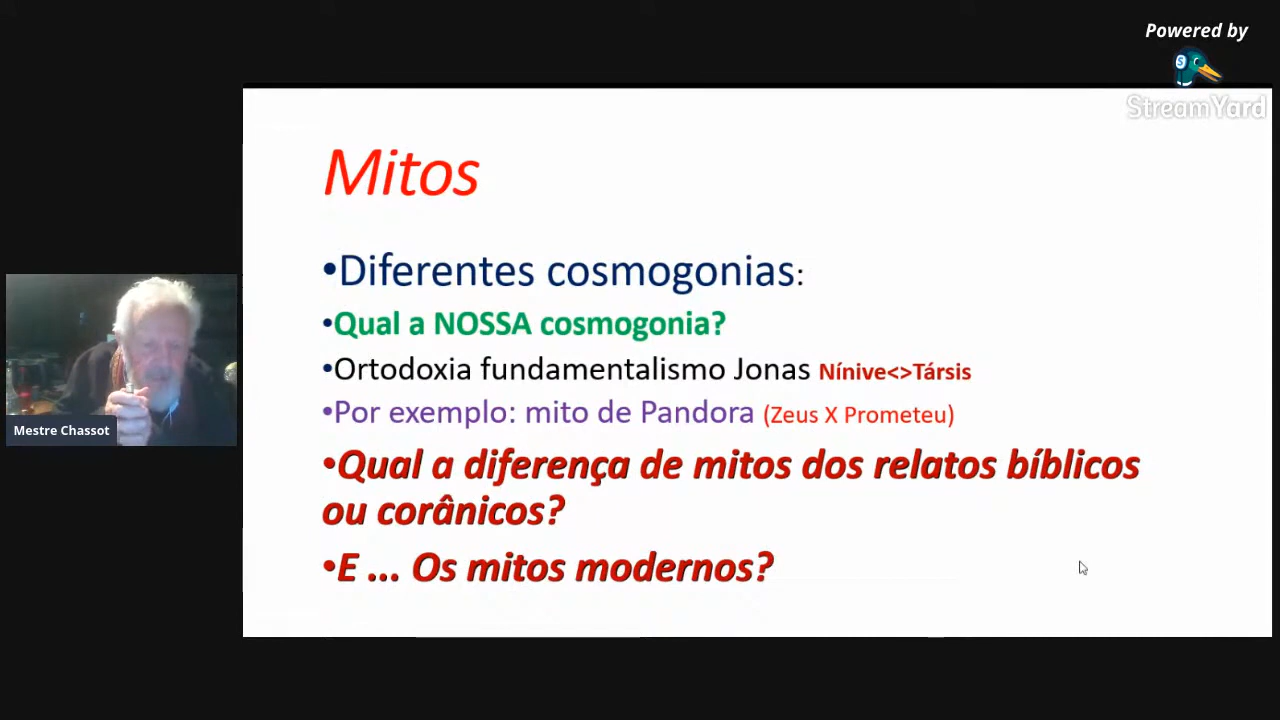 Powered by
StreamYard
Mitos
•Diferentes cosmogonias:
•Qual a NOSSA cosmogonia?
•Ortodoxia fundamentalismo Jonas Nínive<>Társis
•Por exemplo: mito de Pandora (Zeus X Prometeu)
•Qual a diferença de mitos dos relatos bíblicos
ou corânicos?
•E ... Os mitos modernos?
Mestre Chassot